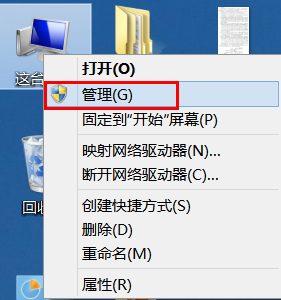 这台
打开(O)
管理(G)
固定到“开始”屏幕(P)
映射网络驱动器(N)...
断开网络驱动器(C)...
创建快捷方式(S)
回收
删除(D)
重命名(M)
属性(R)